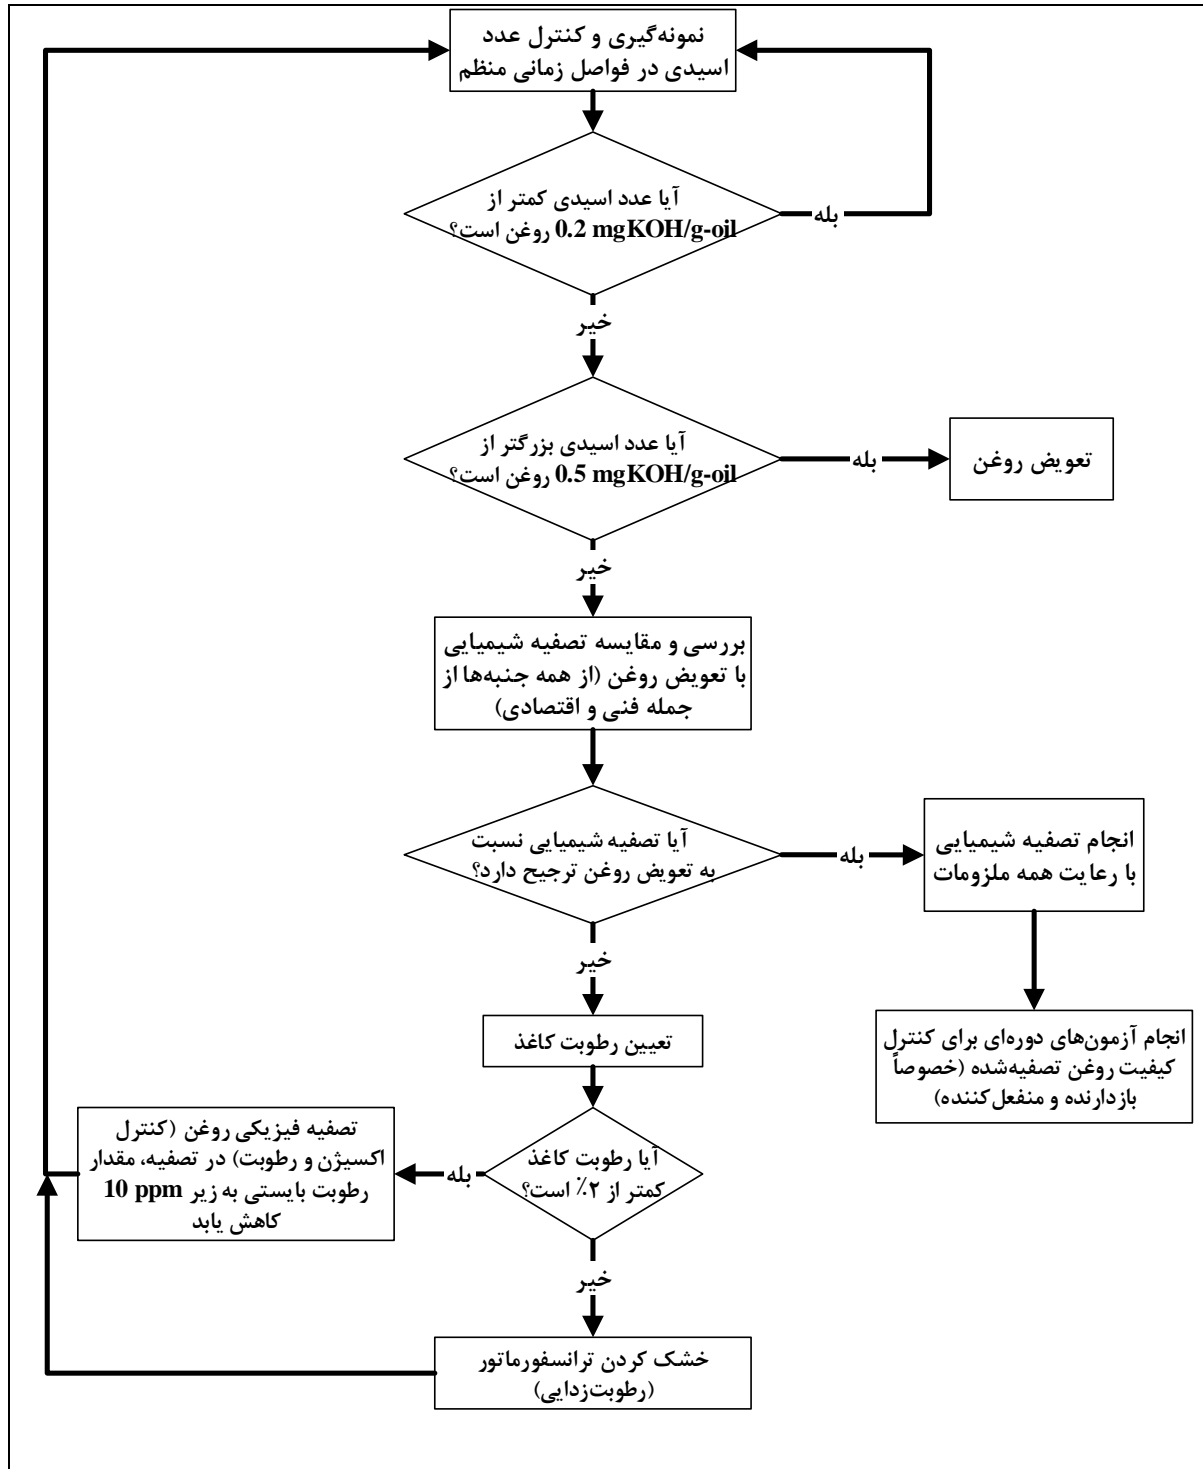 نمونه‌گیری و کنترل عدد
اسیدی در فواصل زمانی منظم
آیا عدد اسیدی کمتر از
0.2 mgKOH/g-oil روغن است؟
بله
خیر
آیا عدد اسیدی بزرگتر از
0.5 mgKOH/g-oil روغن است؟
بله
تعویض روغن
خیر
بررسی و مقایسه تصفیه شیمیایی
با تعویض روغن (از همه جنبه‌ها از
جمله فنی و اقتصادی)
آیا تصفیه شیمیایی نسبت
به تعویض روغن ترجیح دارد؟
بله
انجام تصفیه شیمیایی
با رعایت همه ملزومات
انجام آزمون‌های دوره‌ای برای کنترل
کیفیت روغن تصفیه‌شده (خصوصاً
بازدارنده و منفعل‌کننده)
خیر
تعیین رطوبت کاغذ
آیا رطوبت کاغذ
کمتر از ۲٪ است؟
بله
تصفیه فیزیکی روغن (کنترل
اکسیژن و رطوبت) در تصفیه، مقدار
رطوبت بایستی به زیر 10 ppm
کاهش یابد
خیر
خشک کردن ترانسفورماتور
(رطوبت‌زدایی)